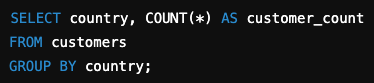 SELECT country, COUNT(*) AS customer_count
FROM customers
GROUP BY country;